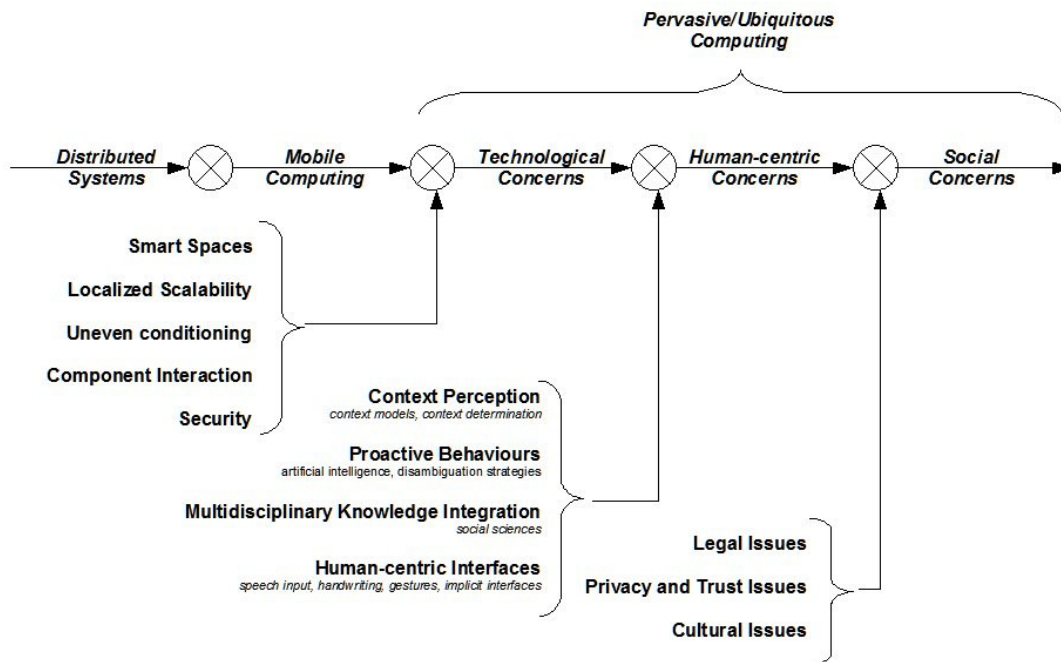 Pervasive/Ubiquitous
Computing
Distributed
Systems
Mobile
Computing
Technological
Concerns
Human-centric
Concerns
Social
Concerns
Smart Spaces
Localized Scalability
Uneven conditioning
Component Interaction
Security
Context Perception
context models, context determination
Proactive Behaviours
artificial intelligence, disambiguation strategies
Multidisciplinary Knowledge Integration
social sciences
Human-centric Interfaces
speech input, handwriting, gestures, implicit interfaces
Legal Issues
Privacy and Trust Issues
Cultural Issues